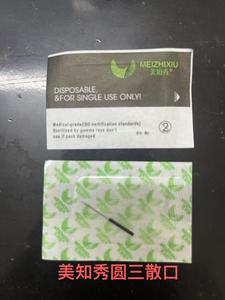 MEIZHIXIU
美知秀
DISPOSABLE,
&FOR SINGLE USE ONLY!
Medical-grade(ISO certification standards)
Sterilized by gamma rays don't
use if pack damaged
2
美知秀圆三散口